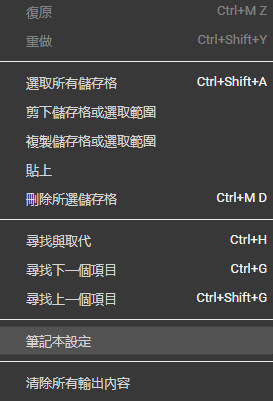 復原 Ctrl+M Z
重做 Ctrl+Shift+Y
選取所有儲存格 Ctrl+Shift+A
剪下儲存格或選取範圍
複製儲存格或選取範圍
貼上
刪除所選儲存格 Ctrl+M D
尋找與取代 Ctrl+H
尋找下一個項目 Ctrl+G
尋找上一個項目 Ctrl+Shift+G
筆記本設定
清除所有輸出內容